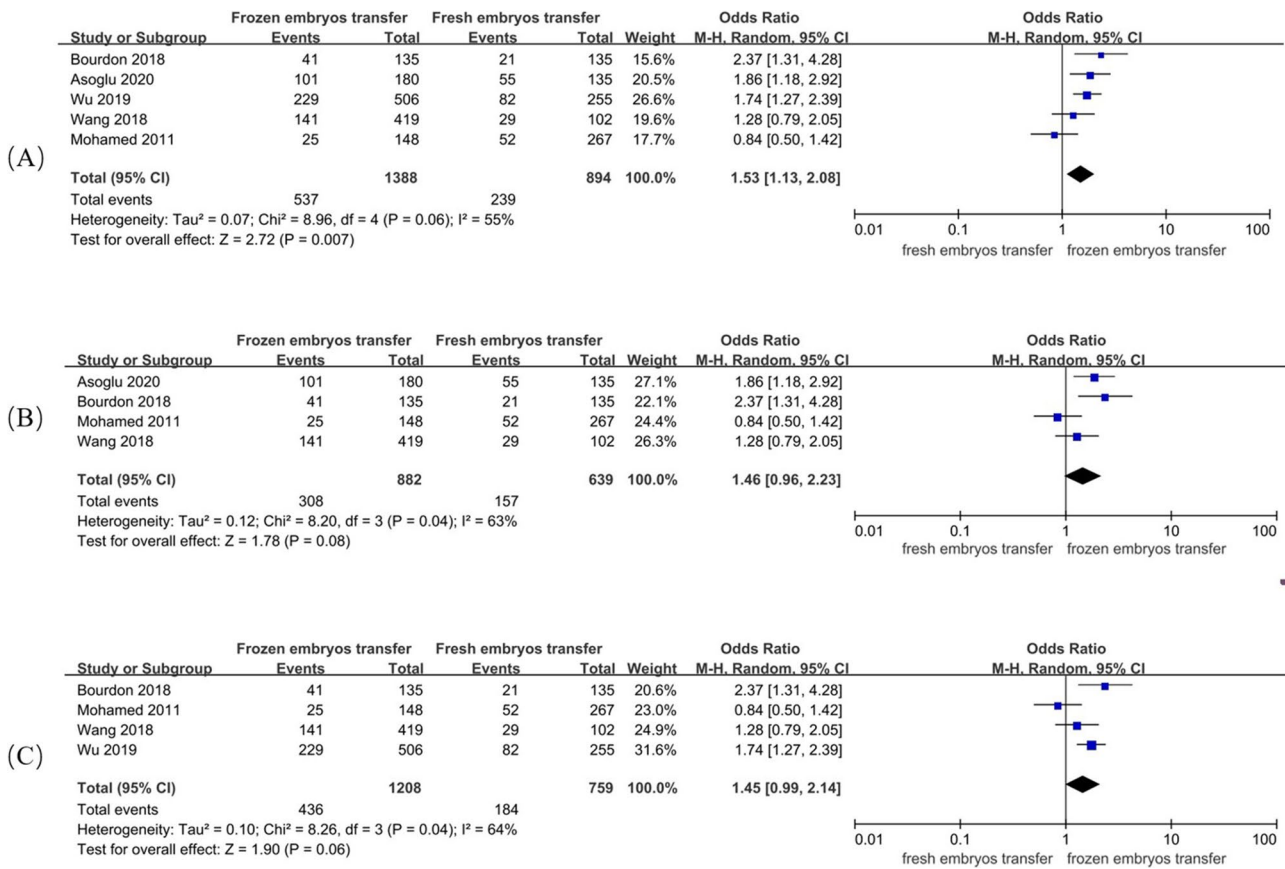 Frozen embryos transfer Fresh embryos transfer Odds Ratio Odds Ratio
Study or Subgroup Events Total Events Total Weight M-H, Random, 95% CI M-H, Random, 95% CI
Bourdon 2018 41 135 21 135 15.6% 2.37 [1.31, 4.28]
Asoglu 2020 101 180 55 135 20.5% 1.86 [1.18, 2.92]
Wu 2019 229 506 82 255 26.6% 1.74 [1.27, 2.39]
Wang 2018 141 419 29 102 19.6% 1.28 [0.79, 2.05]
Mohamed 2011 25 148 52 267 17.7% 0.84 [0.50, 1.42]
(A)
Total (95% CI) 1388 894 100.0% 1.53 [1.13, 2.08]
Total events 537 239
Heterogeneity: Tau² = 0.07; Chi² = 8.96, df = 4 (P = 0.06); I² = 55%
Test for overall effect: Z = 2.72 (P = 0.007)
0.01 0.1 1 10 100
fresh embryos transfer frozen embryos transfer
Frozen embryos transfer Fresh embryos transfer Odds Ratio Odds Ratio
Study or Subgroup Events Total Events Total Weight M-H, Random, 95% CI M-H, Random, 95% CI
Asoglu 2020 101 180 55 135 27.1% 1.86 [1.18, 2.92]
Bourdon 2018 41 135 21 135 22.1% 2.37 [1.31, 4.28]
(B)
Mohamed 2011 25 148 52 267 24.4% 0.84 [0.50, 1.42]
Wang 2018 141 419 29 102 26.3% 1.28 [0.79, 2.05]
Total (95% CI) 882 639 100.0% 1.46 [0.96, 2.23]
Total events 308 157
Heterogeneity: Tau² = 0.12; Chi² = 8.20, df = 3 (P = 0.04); I² = 63%
Test for overall effect: Z = 1.78 (P = 0.08)
0.01 0.1 1 10 100
fresh embryos transfer frozen embryos transfer
Frozen embryos transfer Fresh embryos transfer Odds Ratio Odds Ratio
Study or Subgroup Events Total Events Total Weight M-H, Random, 95% CI M-H, Random, 95% CI
Bourdon 2018 41 135 21 135 20.6% 2.37 [1.31, 4.28]
Mohamed 2011 25 148 52 267 23.0% 0.84 [0.50, 1.42]
Wang 2018 141 419 29 102 24.9% 1.28 [0.79, 2.05]
Wu 2019 229 506 82 255 31.6% 1.74 [1.27, 2.39]
(C)
Total (95% CI) 1208 759 100.0% 1.45 [0.99, 2.14]
Total events 436 184
Heterogeneity: Tau² = 0.10; Chi² = 8.26, df = 3 (P = 0.04); I² = 64%
Test for overall effect: Z = 1.90 (P = 0.06)
0.01 0.1 1 10 100
fresh embryos transfer frozen embryos transfer